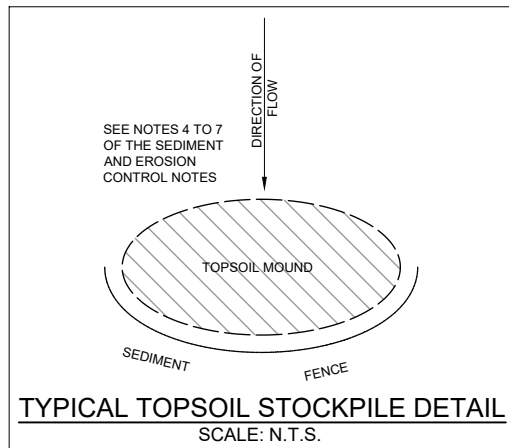 DIRECTION OF
FLOW
SEE NOTES 4 TO 7
OF THE SEDIMENT
AND EROSION
CONTROL NOTES
TOPSOIL MOUND
SEDIMENT FENCE
TYPICAL TOPSOIL STOCKPILE DETAIL
SCALE: N.T.S.